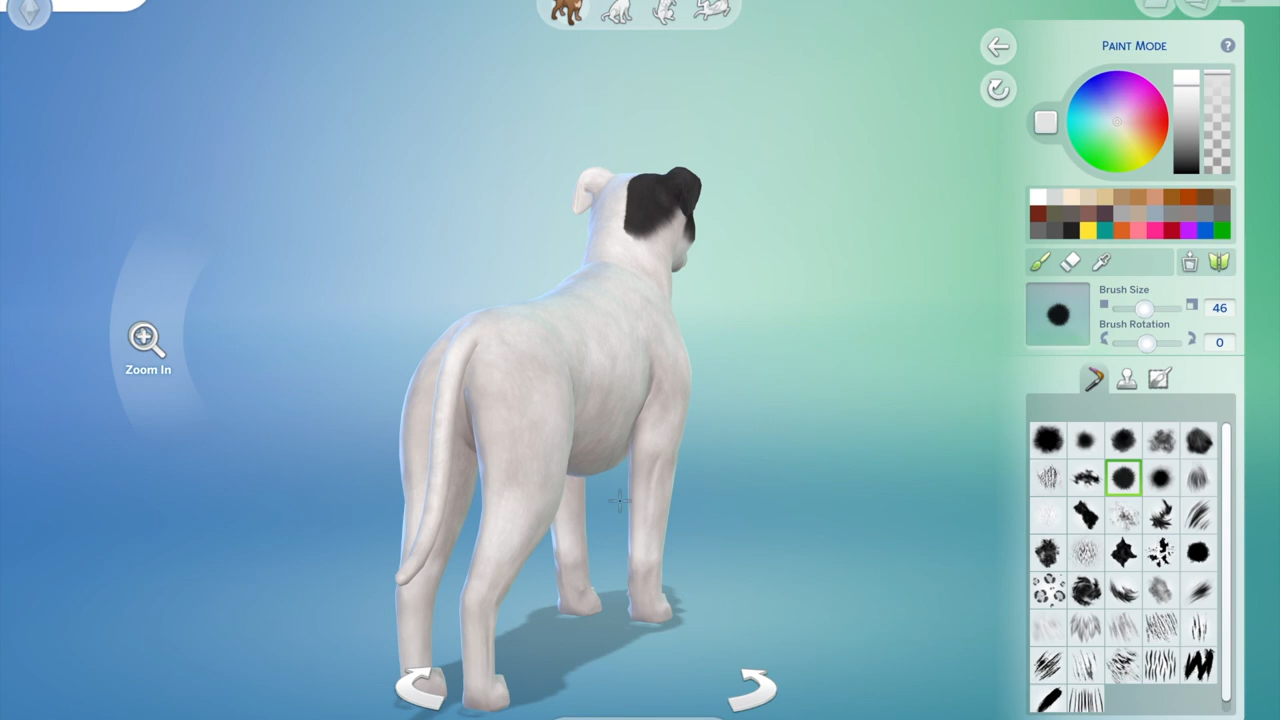 PAINT MODE
?
Brush Size
46
Brush Rotation
0
Zoom In